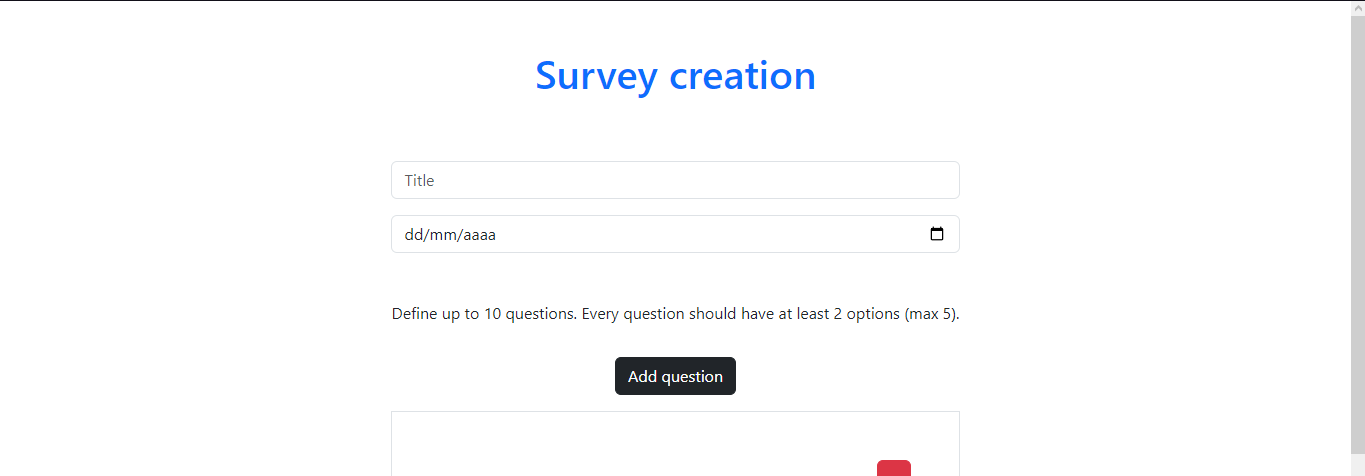 Survey creation
Title
dd/mm/aaaa
Define up to 10 questions. Every question should have at least 2 options (max 5).
Add question